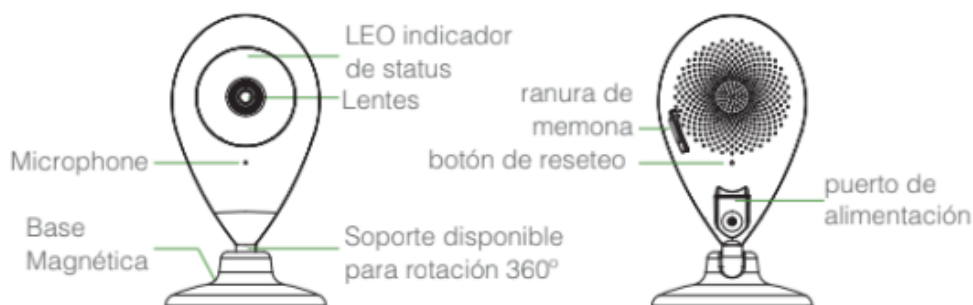 LEO indicador
de status
Lentes
Microphone
Base
Magnética
Soporte disponible
para rotación 360º
ranura de
memona
botón de reseteo
puerto de
alimentación